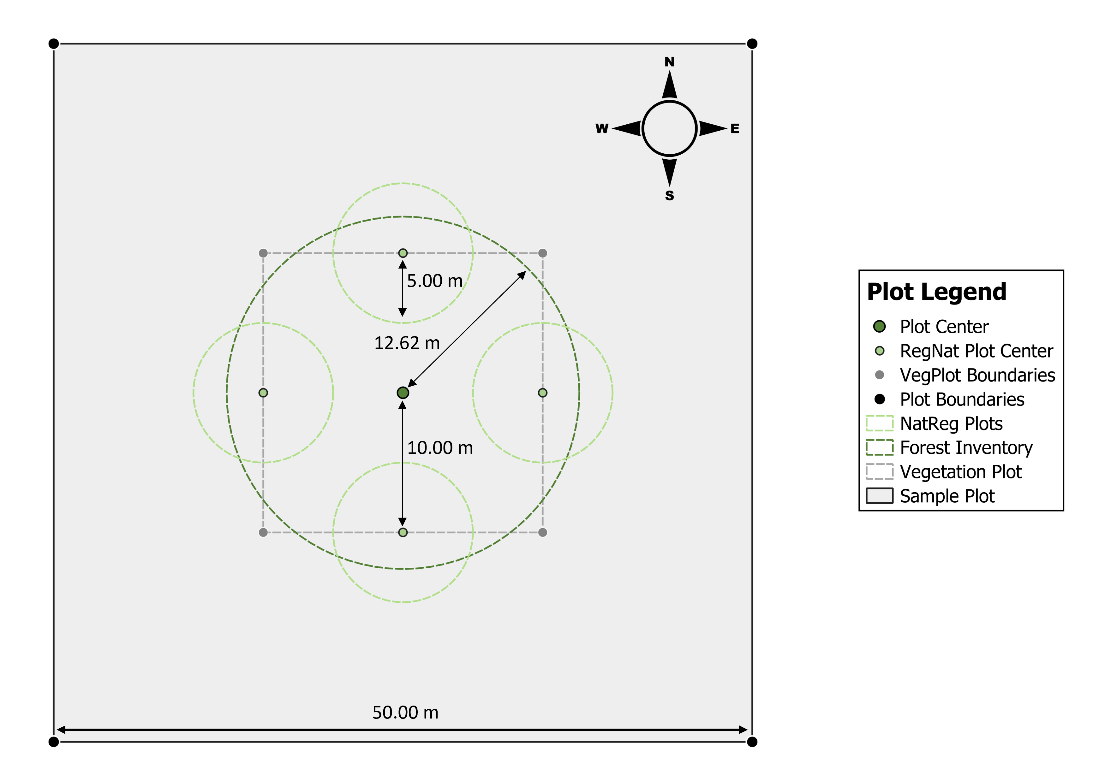 N
W
E
S
5.00 m
12.62 m
10.00 m
50.00 m
Plot Legend
Plot Center
RegNat Plot Center
VegPlot Boundaries
Plot Boundaries
NatReg Plots
Forest Inventory
Vegetation Plot
Sample Plot